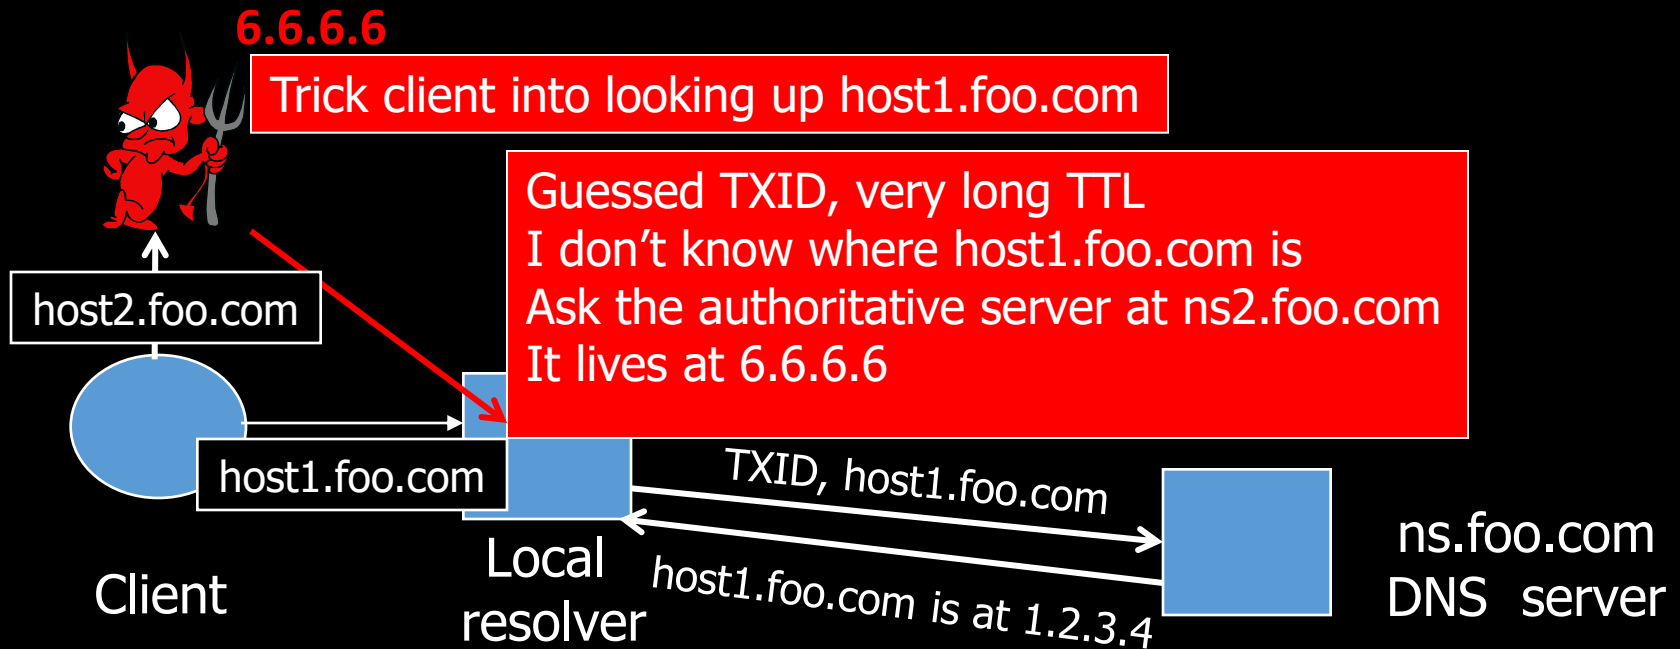 6.6.6.6
Trick client into looking up host1.foo.com
Guessed TXID, very long TTL
I don’t know where host1.foo.com is
Ask the authoritative server at ns2.foo.com
It lives at 6.6.6.6
host2.foo.com
host1.foo.com
TXID, host1.foo.com
host1.foo.com is at 1.2.3.4
Client
Local
resolver
ns.foo.com
DNS server